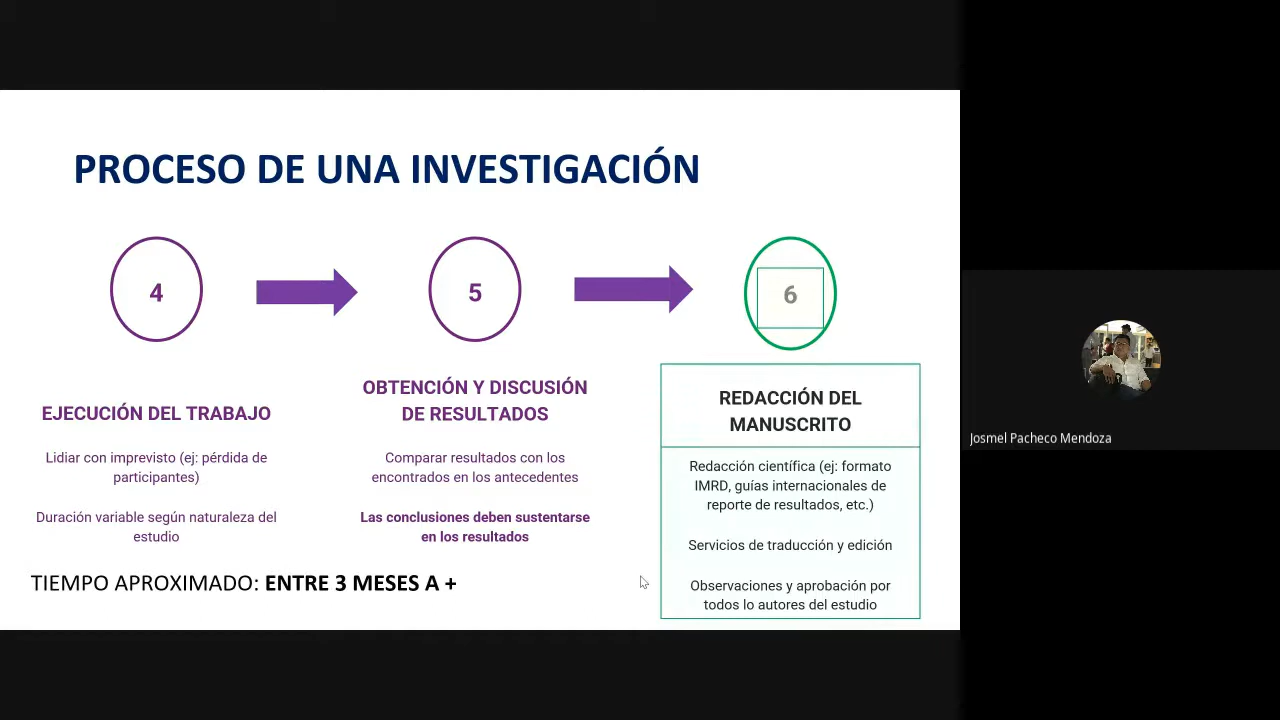 PROCESO DE UNA INVESTIGACIÓN
4
EJECUCIÓN DEL TRABAJO
Lidiar con imprevisto (ej: pérdida de
participantes)
Duración variable según naturaleza del
estudio
5
OBTENCIÓN Y DISCUSIÓN
DE RESULTADOS
Comparar resultados con los
encontrados en los antecedentes
Las conclusiones deben sustentarse
en los resultados
6
REDACCIÓN DEL
MANUSCRITO
Redacción científica (ej: formato
IMRD, guías internacionales de
reporte de resultados, etc.)
Servicios de traducción y edición
Observaciones y aprobación por
todos lo autores del estudio
TIEMPO APROXIMADO: ENTRE 3 MESES A +
Josmel Pacheco Mendoza